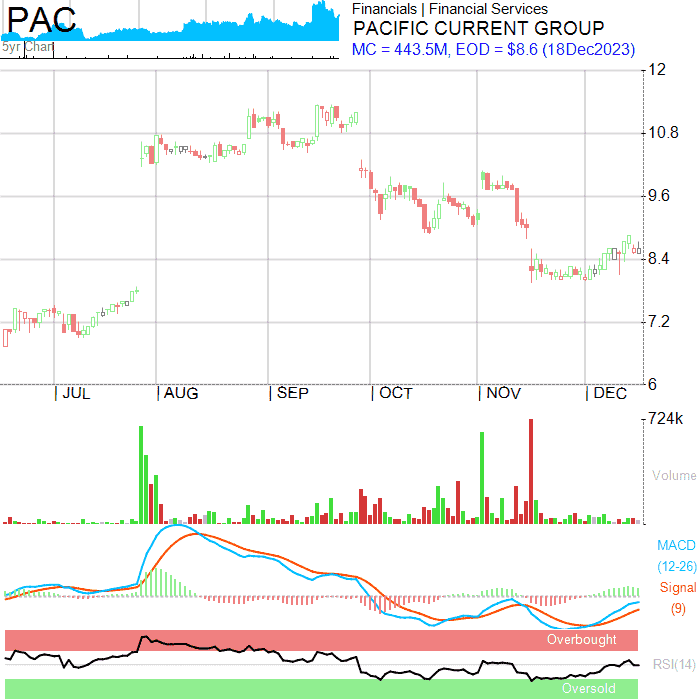 PAC
5yr Chart
Financials | Financial Services
PACIFIC CURRENT GROUP
MC = 443.5M, EOD = $8.6 (18Dec2023)
12
10.8
9.6
8.4
7.2
6
| JUL | AUG | SEP | OCT | NOV | DEC
724k
Volume
MACD
(12-26)
Signal
(9)
Overbought
RSI(14)
Oversold